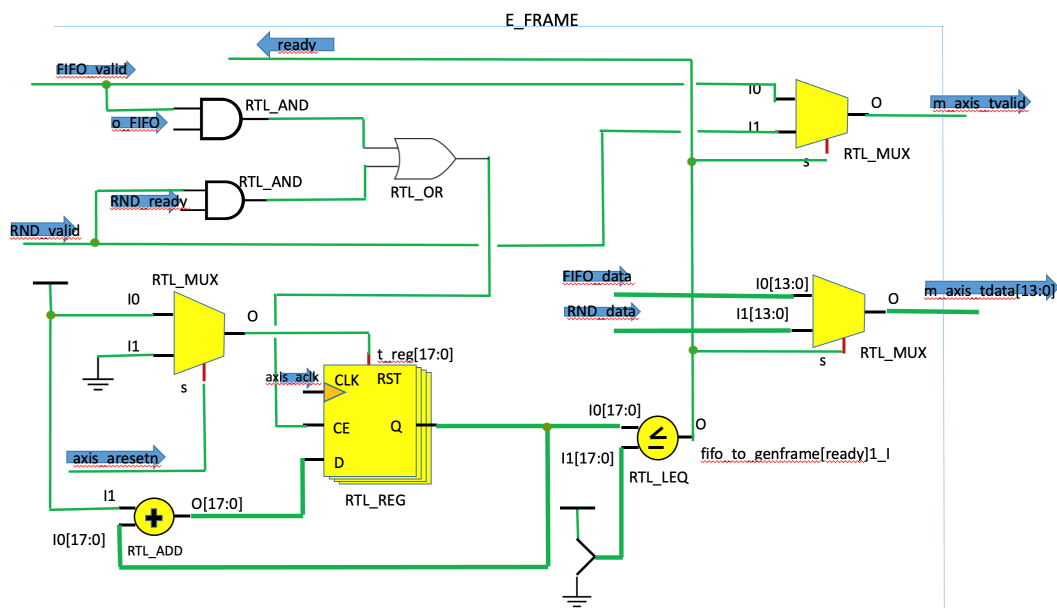 E_FRAME
ready
FIFO_valid
I0
O
m_axis_tvalid
RTL_AND
o_FIFO
I1
s
RTL_MUX
RTL_AND
RTL_OR
RND_ready
RND_valid
RTL_MUX
I0
O
I1
s
FIFO_data
I0[13:0]
O
m_axis_tdata[13:0]
RND_data
I1[13:0]
s
RTL_MUX
t_reg[17:0]
axis_aclk
CLK
RST
CE
Q
D
RTL_REG
I0[17:0]
O
I1[17:0]
≤
RTL_LEQ
fifo_to_genframe[ready]1_I
axis_aresetn
I1
O[17:0]
+
I0[17:0]
RTL_ADD